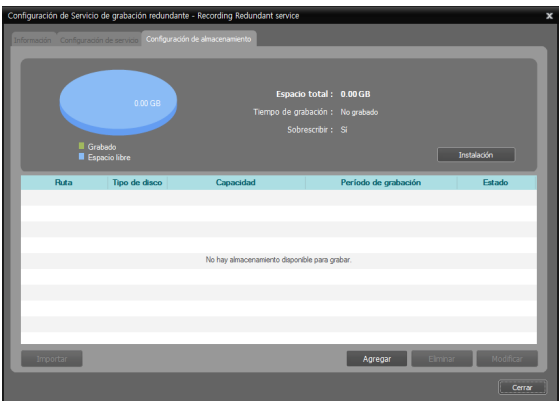 Configuración de Servicio de grabación redundante - Recording Redundant service
x
Información Configuración de servicio Configuración de almacenamiento
0.00 GB
Espacio total : 0.00 GB
Tiempo de grabación : No grabado
Sobrescribir : SI
Grabado
Espacio libre
Instalación
Ruta Tipo de disco Capacidad Período de grabación Estado
No hay almacenamiento disponible para grabar.
Importar Agregar Eliminar Modificar
Cerrar